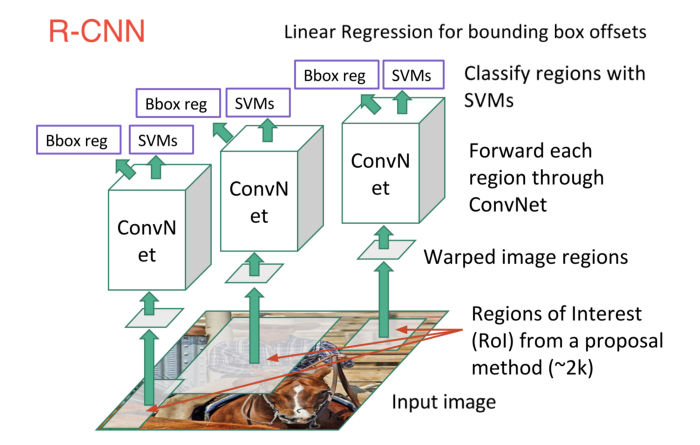 R-CNN
Linear Regression for bounding box offsets
Bbox reg
SVMs
Classify regions with
SVMs
Bbox reg
SVMs
Bbox reg
SVMs
ConvN
et
ConvN
et
ConvN
et
Forward each
region through
ConvNet
Warped image regions
Regions of Interest
(RoI) from a proposal
method (~2k)
Input image